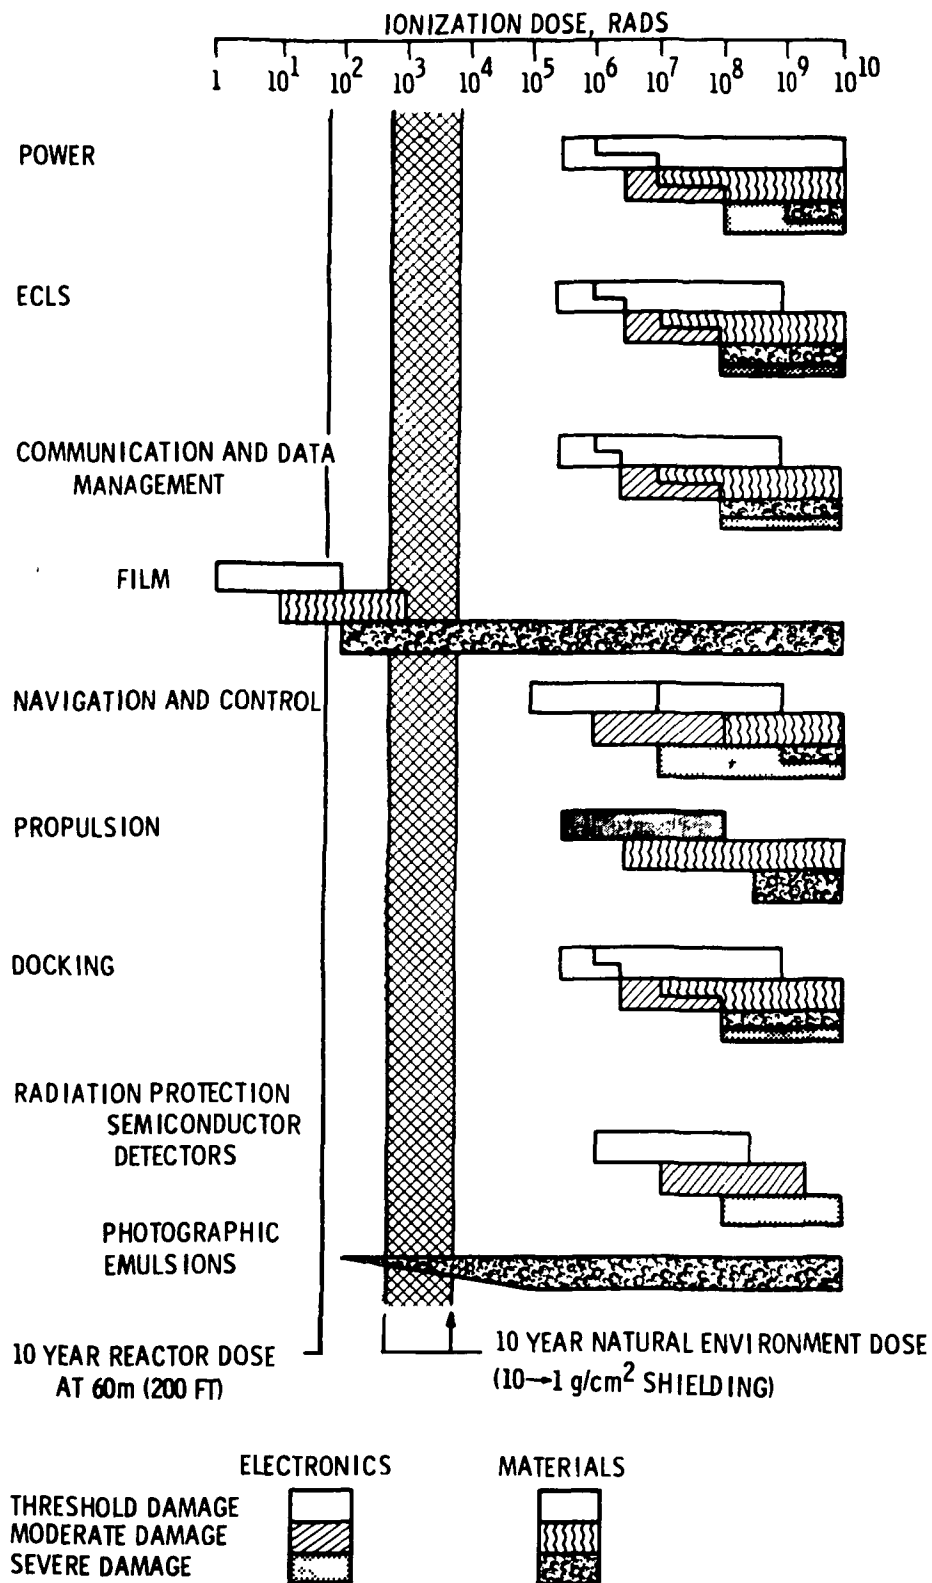 IONIZATION DOSE, RADS
1 10¹ 10² 10³ 10⁴ 10⁵ 10⁶ 10⁷ 10⁸ 10⁹ 10¹⁰
POWER
ECLS
COMMUNICATION AND DATA
MANAGEMENT
FILM
NAVIGATION AND CONTROL
PROPULSION
DOCKING
RADIATION PROTECTION
SEMICONDUCTOR
DETECTORS
PHOTOGRAPHIC
EMULSIONS
10 YEAR REACTOR DOSE
AT 60m (200 FT)
10 YEAR NATURAL ENVIRONMENT DOSE
(10→1 g/cm² SHIELDING)
ELECTRONICS MATERIALS
THRESHOLD DAMAGE
MODERATE DAMAGE
SEVERE DAMAGE